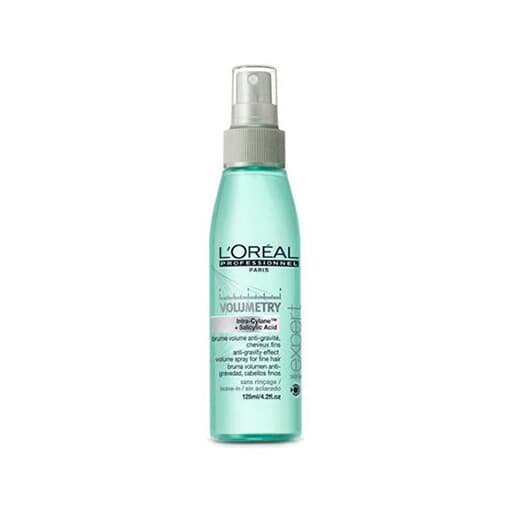 L'ORÉAL
PROFESSIONNEL
PARIS
VOLUMETRY
Intra-Cylane™
+ Salicylic Acid
brume volume anti-gravité,
cheveux fins
anti-gravity effect
volume spray for fine hair
bruma volumen anti-
gravedad, cabellos finos
sans rinçage /
leave-in / sin aclarado
125ml/4.2fl.oz
expert